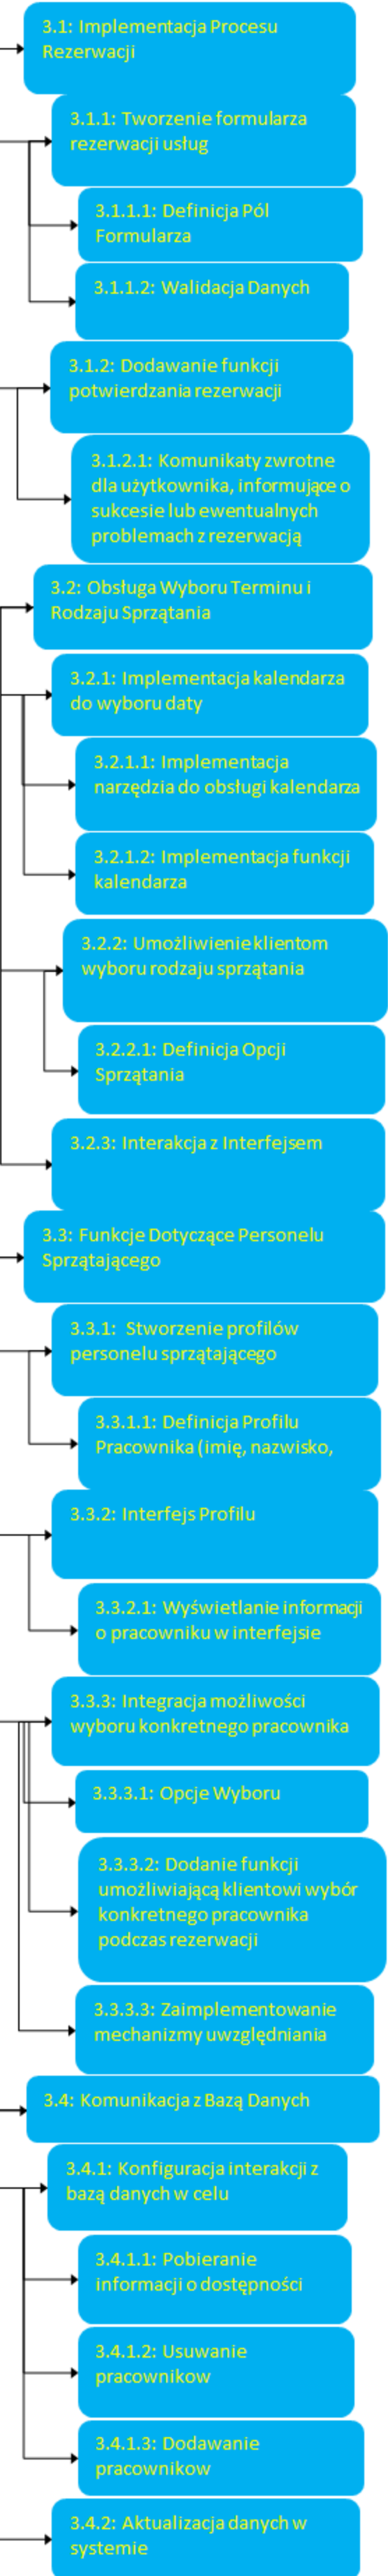 3.1: Implementacja Procesu
Rezerwacji
3.1.1: Tworzenie formularza
rezerwacji usług
3.1.1.1: Definicja Pól
Formularza
3.1.1.2: Walidacja Danych
3.1.2: Dodawanie funkcji
potwierdzania rezerwacji
3.1.2.1: Komunikaty zwrotne
dla użytkownika, informujące o
sukcesie lub ewentualnych
problemach z rezerwacją
3.2: Obsługa Wyboru Terminu i
Rodzaju Sprzątania
3.2.1: Implementacja kalendarza
do wyboru daty
3.2.1.1: Implementacja
narzędzia do obsługi kalendarza
3.2.1.2: Implementacja funkcji
kalendarza
3.2.2: Umożliwienie klientom
wyboru rodzaju sprzątania
3.2.2.1: Definicja Opcji
Sprzątania
3.2.3: Interakcja z Interfejsem
3.3: Funkcje Dotyczące Personelu
Sprzątającego
3.3.1: Stworzenie profilów
personelu sprzątającego
3.3.1.1: Definicja Profilu
Pracownika (imię, nazwisko,
3.3.2: Interfejs Profilu
3.3.2.1: Wyświetlanie informacji
o pracowniku w interfejsie
3.3.3: Integracja możliwości
wyboru konkretnego pracownika
3.3.3.1: Opcje Wyboru
3.3.3.2: Dodanie funkcji
umożliwiającą klientowi wybór
konkretnego pracownika
podczas rezerwacji
3.3.3.3: Zaimplementowanie
mechanizmy uwzględniania
3.4: Komunikacja z Bazą Danych
3.4.1: Konfiguracja interakcji z
bazą danych w celu
3.4.1.1: Pobieranie
informacji o dostępności
3.4.1.2: Usuwanie
pracownikow
3.4.1.3: Dodawanie
pracownikow
3.4.2: Aktualizacja danych w
systemie